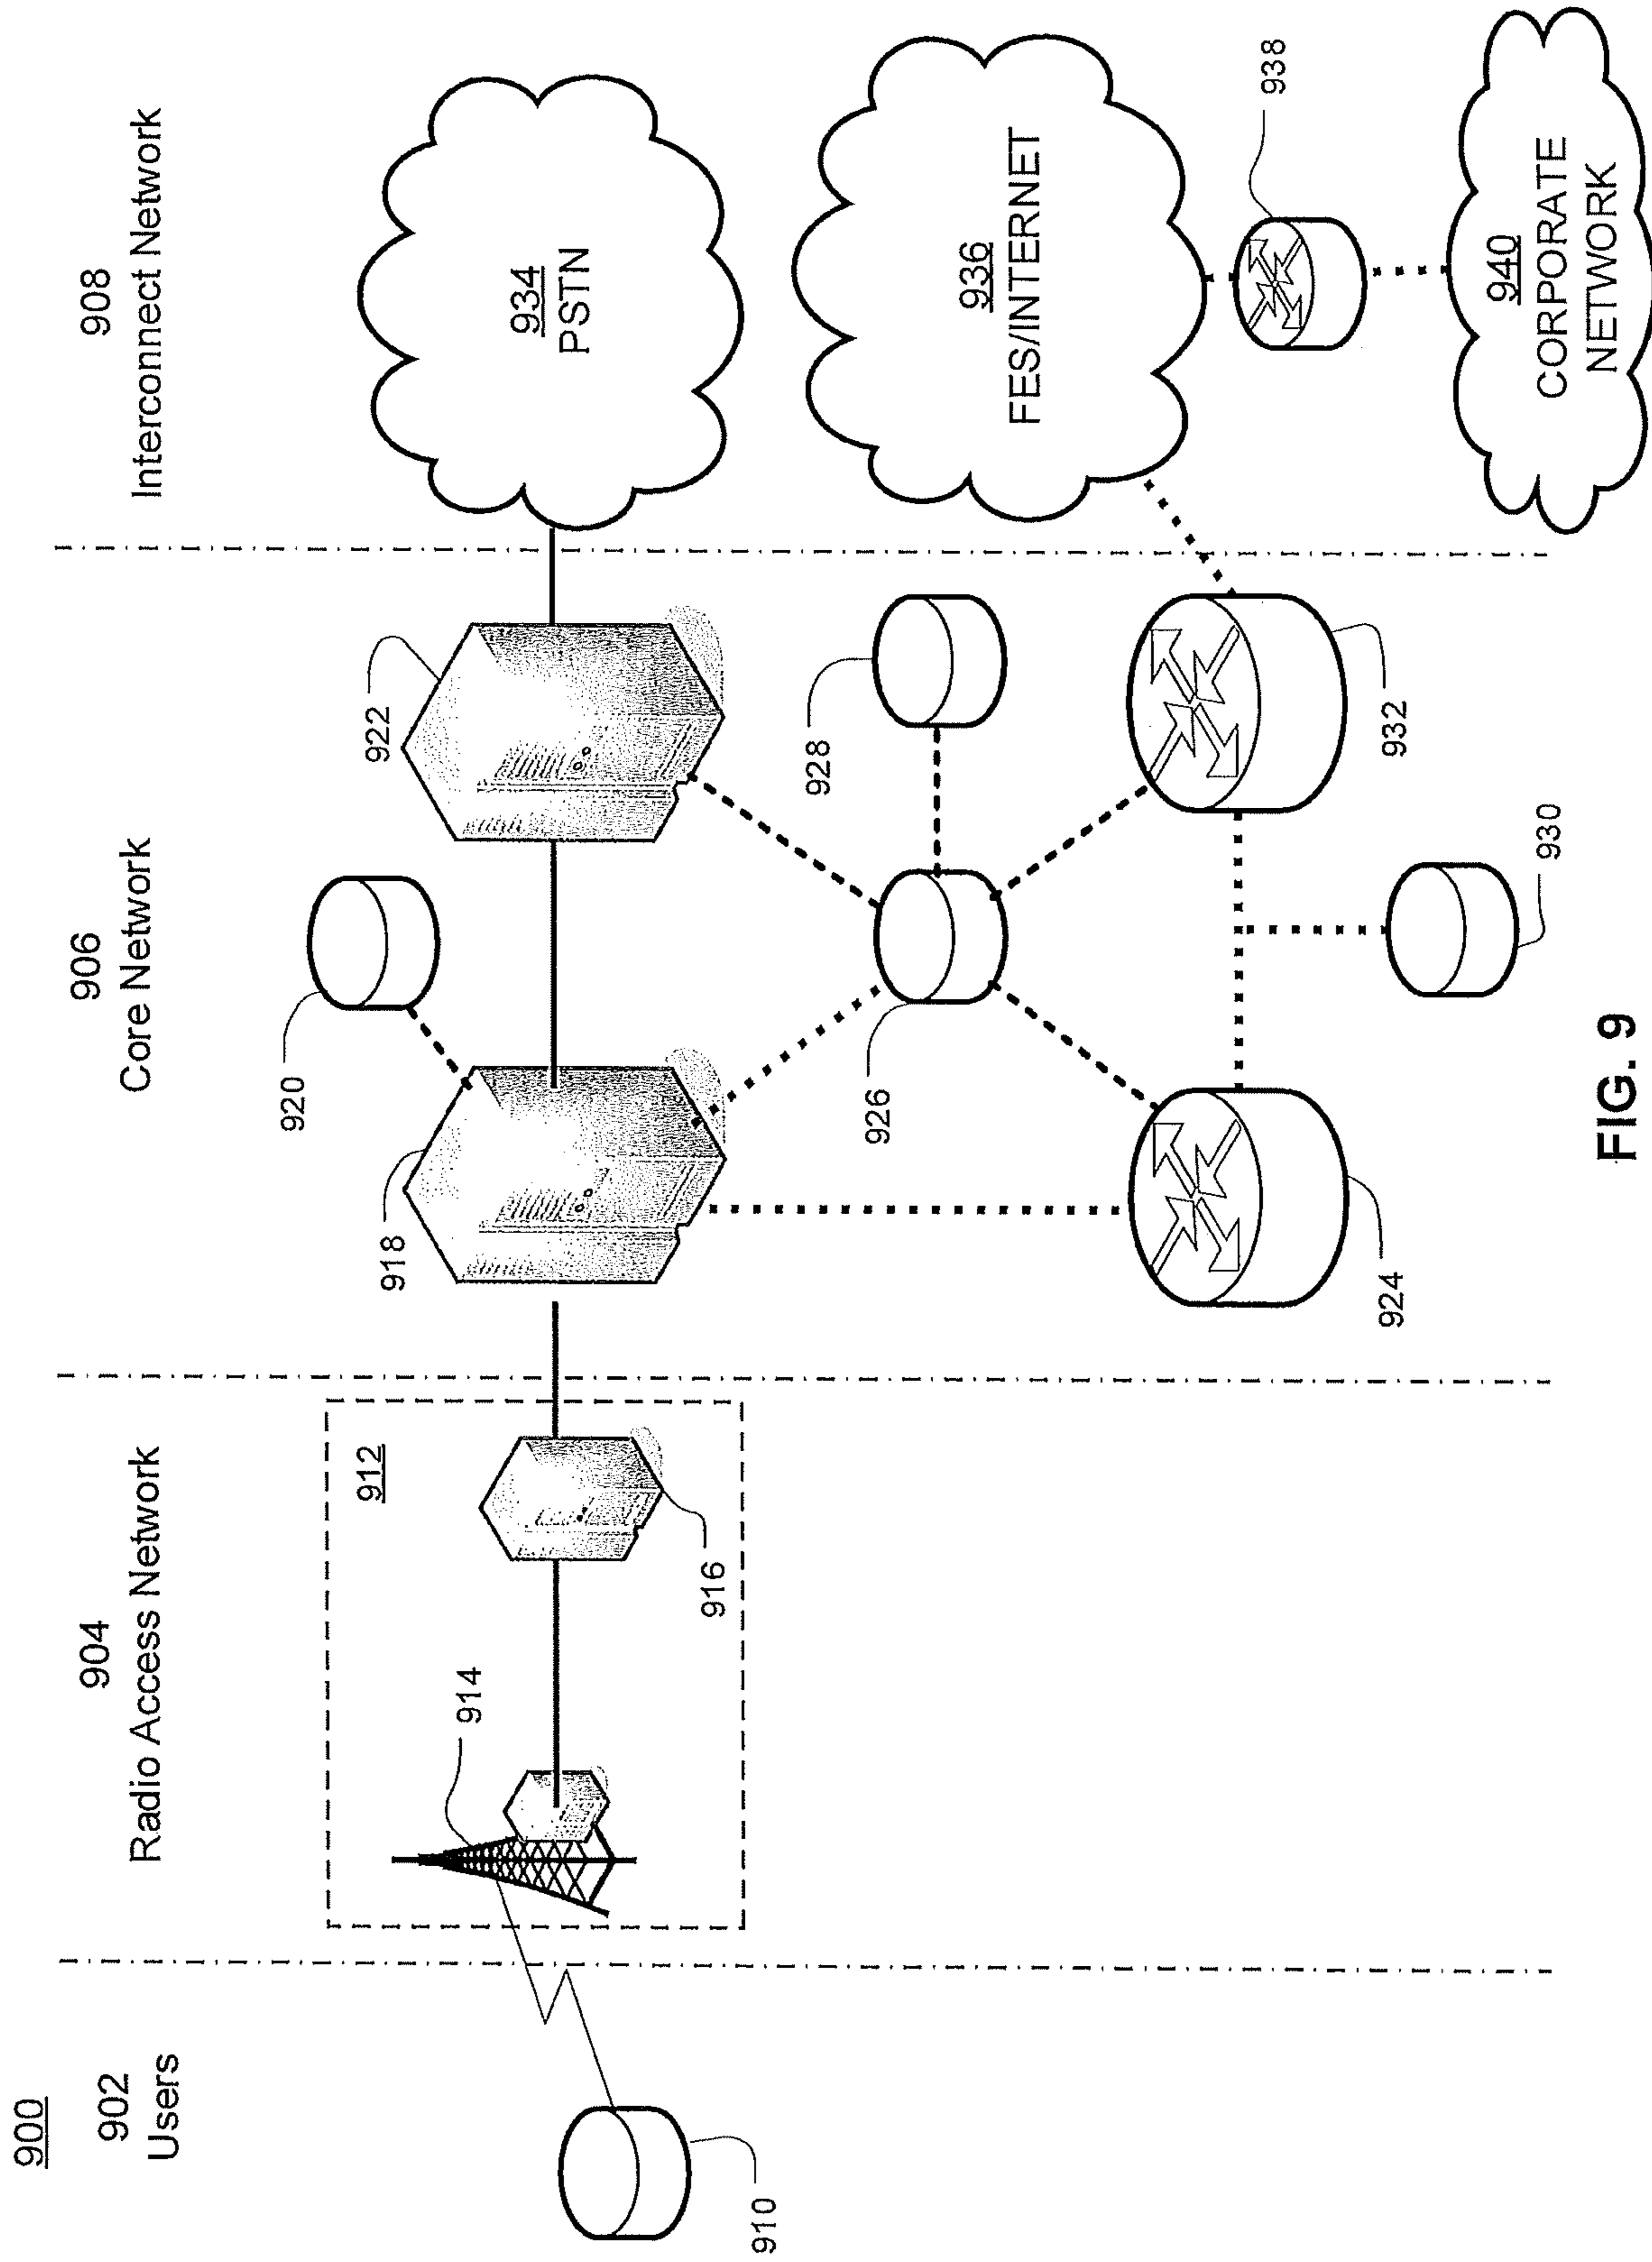 900
902
Users
904
Radio Access Network
906
Core Network
908
Interconnect Network
910
912
914
916
918
920
922
924
926
928
930
932
934
PSTN
936
FES/INTERNET
938
940
CORPORATE
NETWORK
FIG. 9